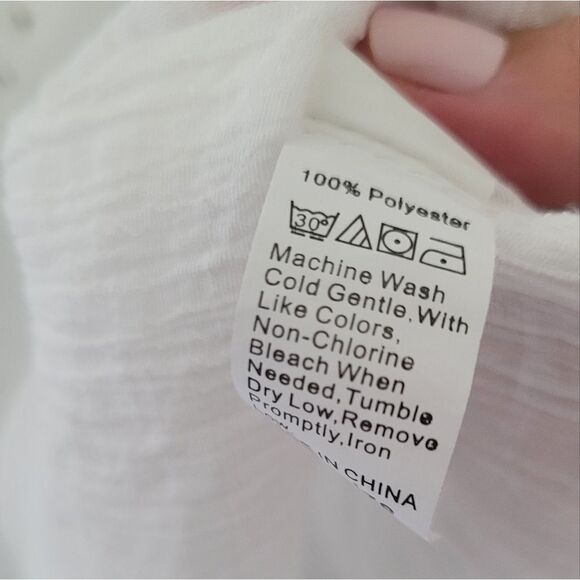 100% Polyester
30°
Machine Wash
Cold Gentle,With
Like Colors,
Non-Chlorine
Bleach When
Needed,Tumble
Dry Low,Remove
Promptly,Iron
IN CHINA